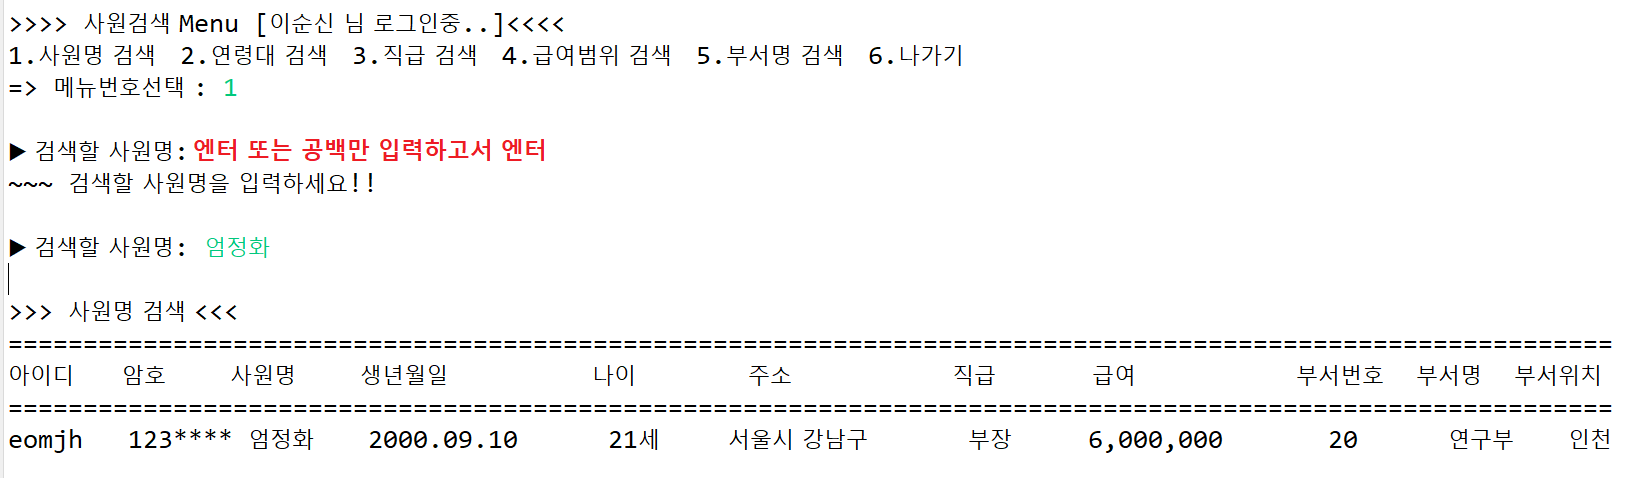 >>>> 사원검색 Menu [이순신 님 로그인중..]<<<<
1.사원명 검색 2.연령대 검색 3.직급 검색 4.급여범위 검색 5.부서명 검색 6.나가기
=> 메뉴번호선택 : 1
▶ 검색할 사원명: 엔터 또는 공백만 입력하고서 엔터
~~~ 검색할 사원명을 입력하세요!!
▶ 검색할 사원명: 엄정화
>>> 사원명 검색 <<<
===========================================================================================================
아이디 암호 사원명 생년월일 나이 주소 직급 급여 부서번호 부서명 부서위치
===========================================================================================================
eomjh 123**** 엄정화 2000.09.10 21세 서울시 강남구 부장 6,000,000 20 연구부 인천